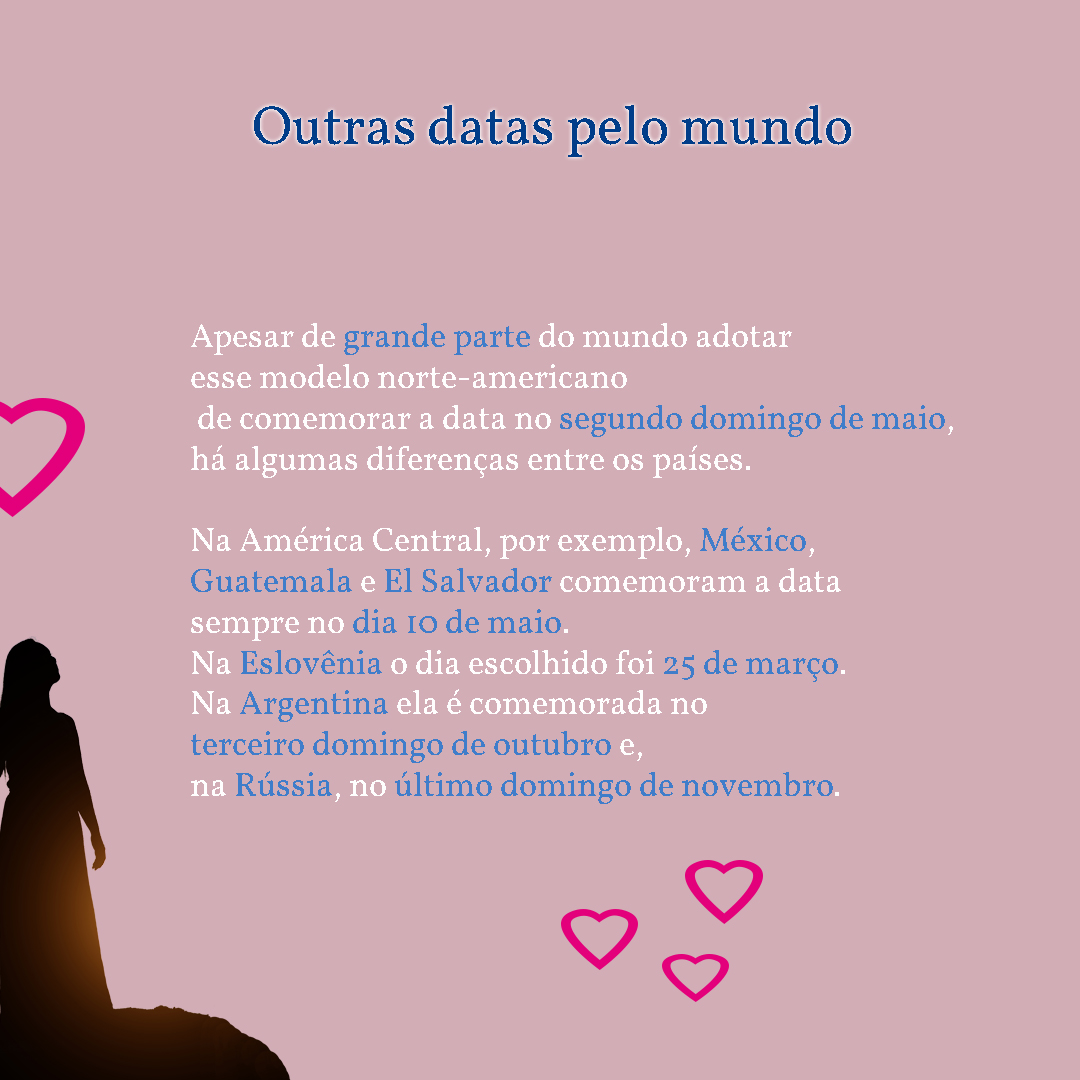 Outras datas pelo mundo
Apesar de grande parte do mundo adotar
esse modelo norte-americano
de comemorar a data no segundo domingo de maio,
há algumas diferenças entre os países.
Na América Central, por exemplo, México,
Guatemala e El Salvador comemoram a data
sempre no dia 10 de maio.
Na Eslovênia o dia escolhido foi 25 de março.
Na Argentina ela é comemorada no
terceiro domingo de outubro e,
na Rússia, no último domingo de novembro.